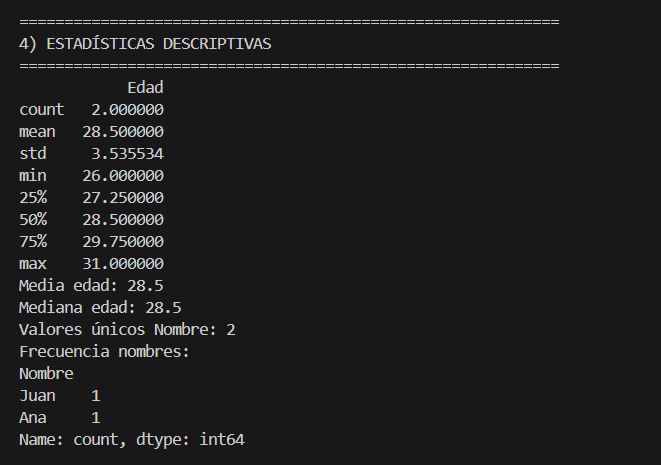 ============================================================
4) ESTADÍSTICAS DESCRIPTIVAS
============================================================
            Edad
count   2.000000
mean   28.500000
std     3.535534
min    26.000000
25%    27.250000
50%    28.500000
75%    29.750000
max    31.000000
Media edad: 28.5
Mediana edad: 28.5
Valores únicos Nombre: 2
Frecuencia nombres:
Nombre
Juan    1
Ana     1
Name: count, dtype: int64